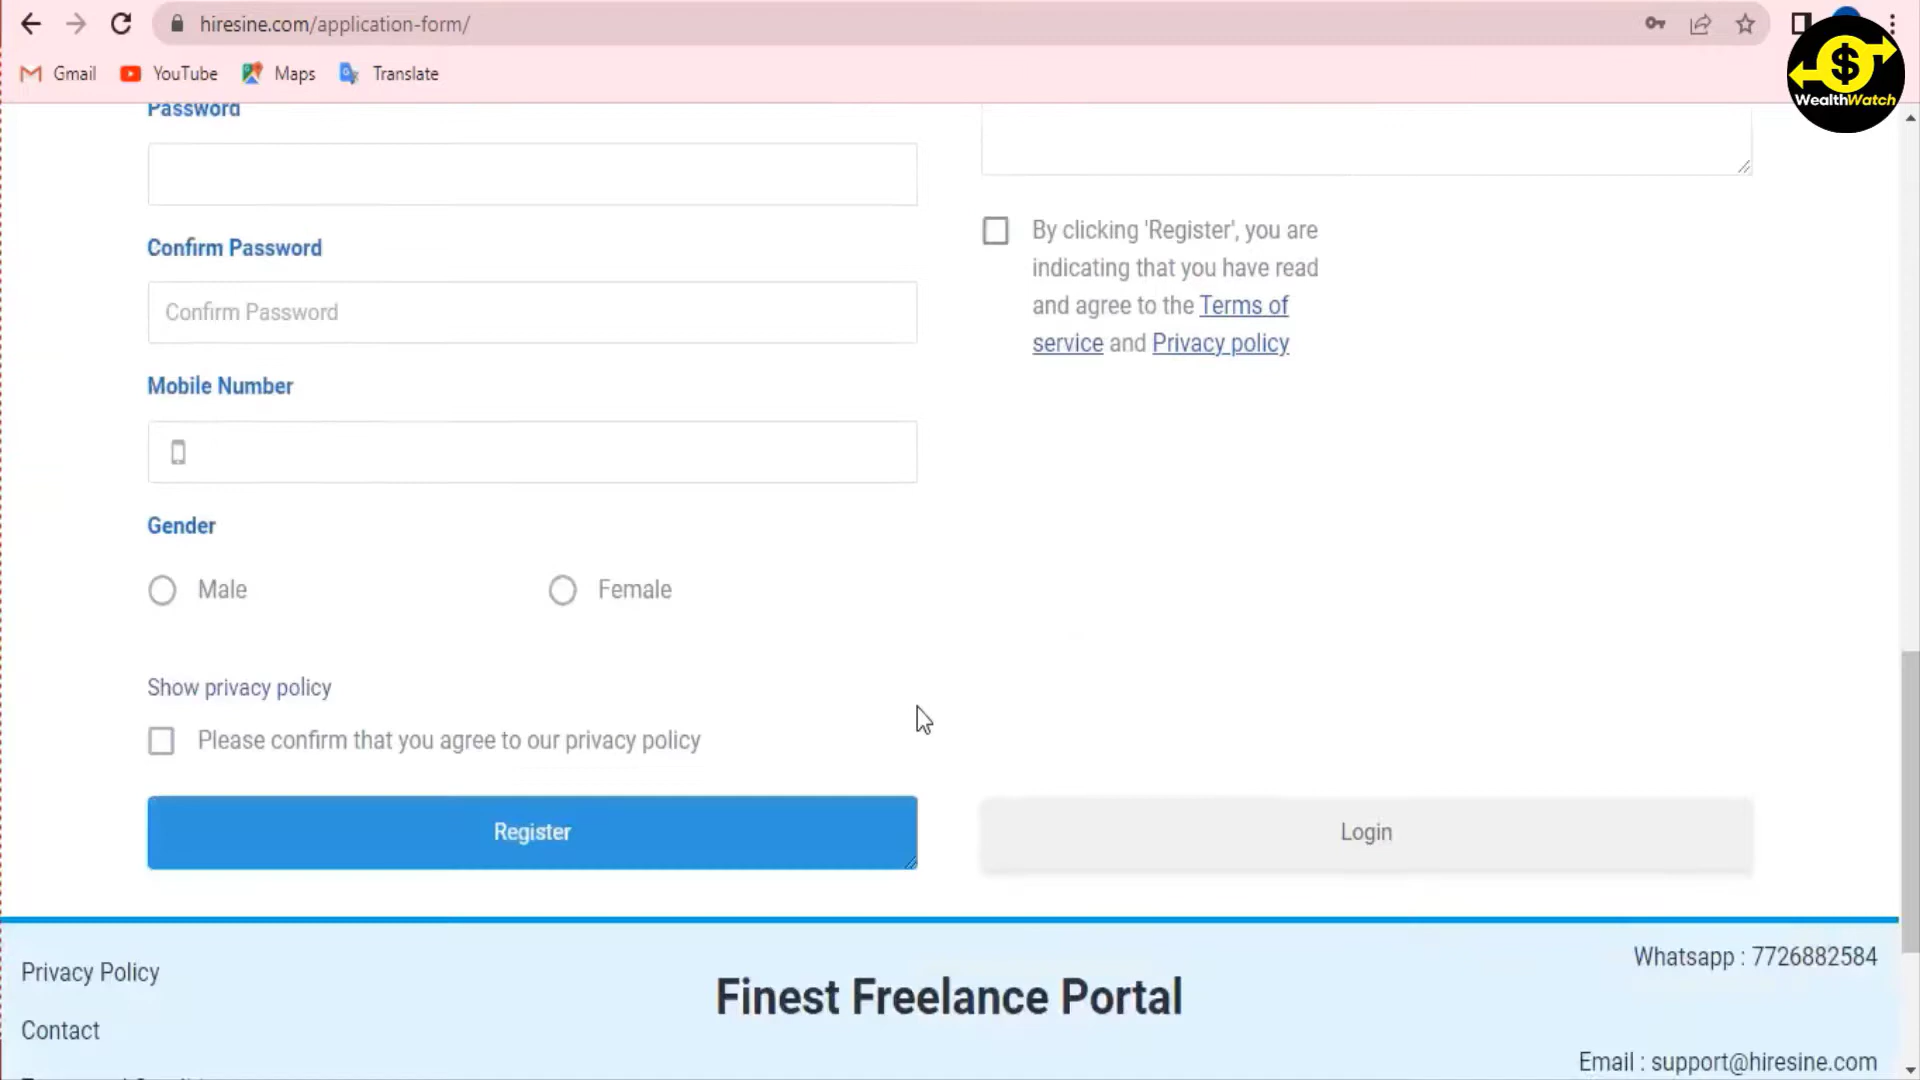 hiresine.com/application-form/
Gmail YouTube Maps Translate
$
WealthWatch
Password
Confirm Password
Confirm Password
Mobile Number
Gender
Male Female
Show privacy policy
Please confirm that you agree to our privacy policy
Register
By clicking 'Register', you are
indicating that you have read
and agree to the Terms of
service and Privacy policy
Login
Privacy Policy
Contact
Finest Freelance Portal
Whatsapp : 7726882584
Email : support@hiresine.com